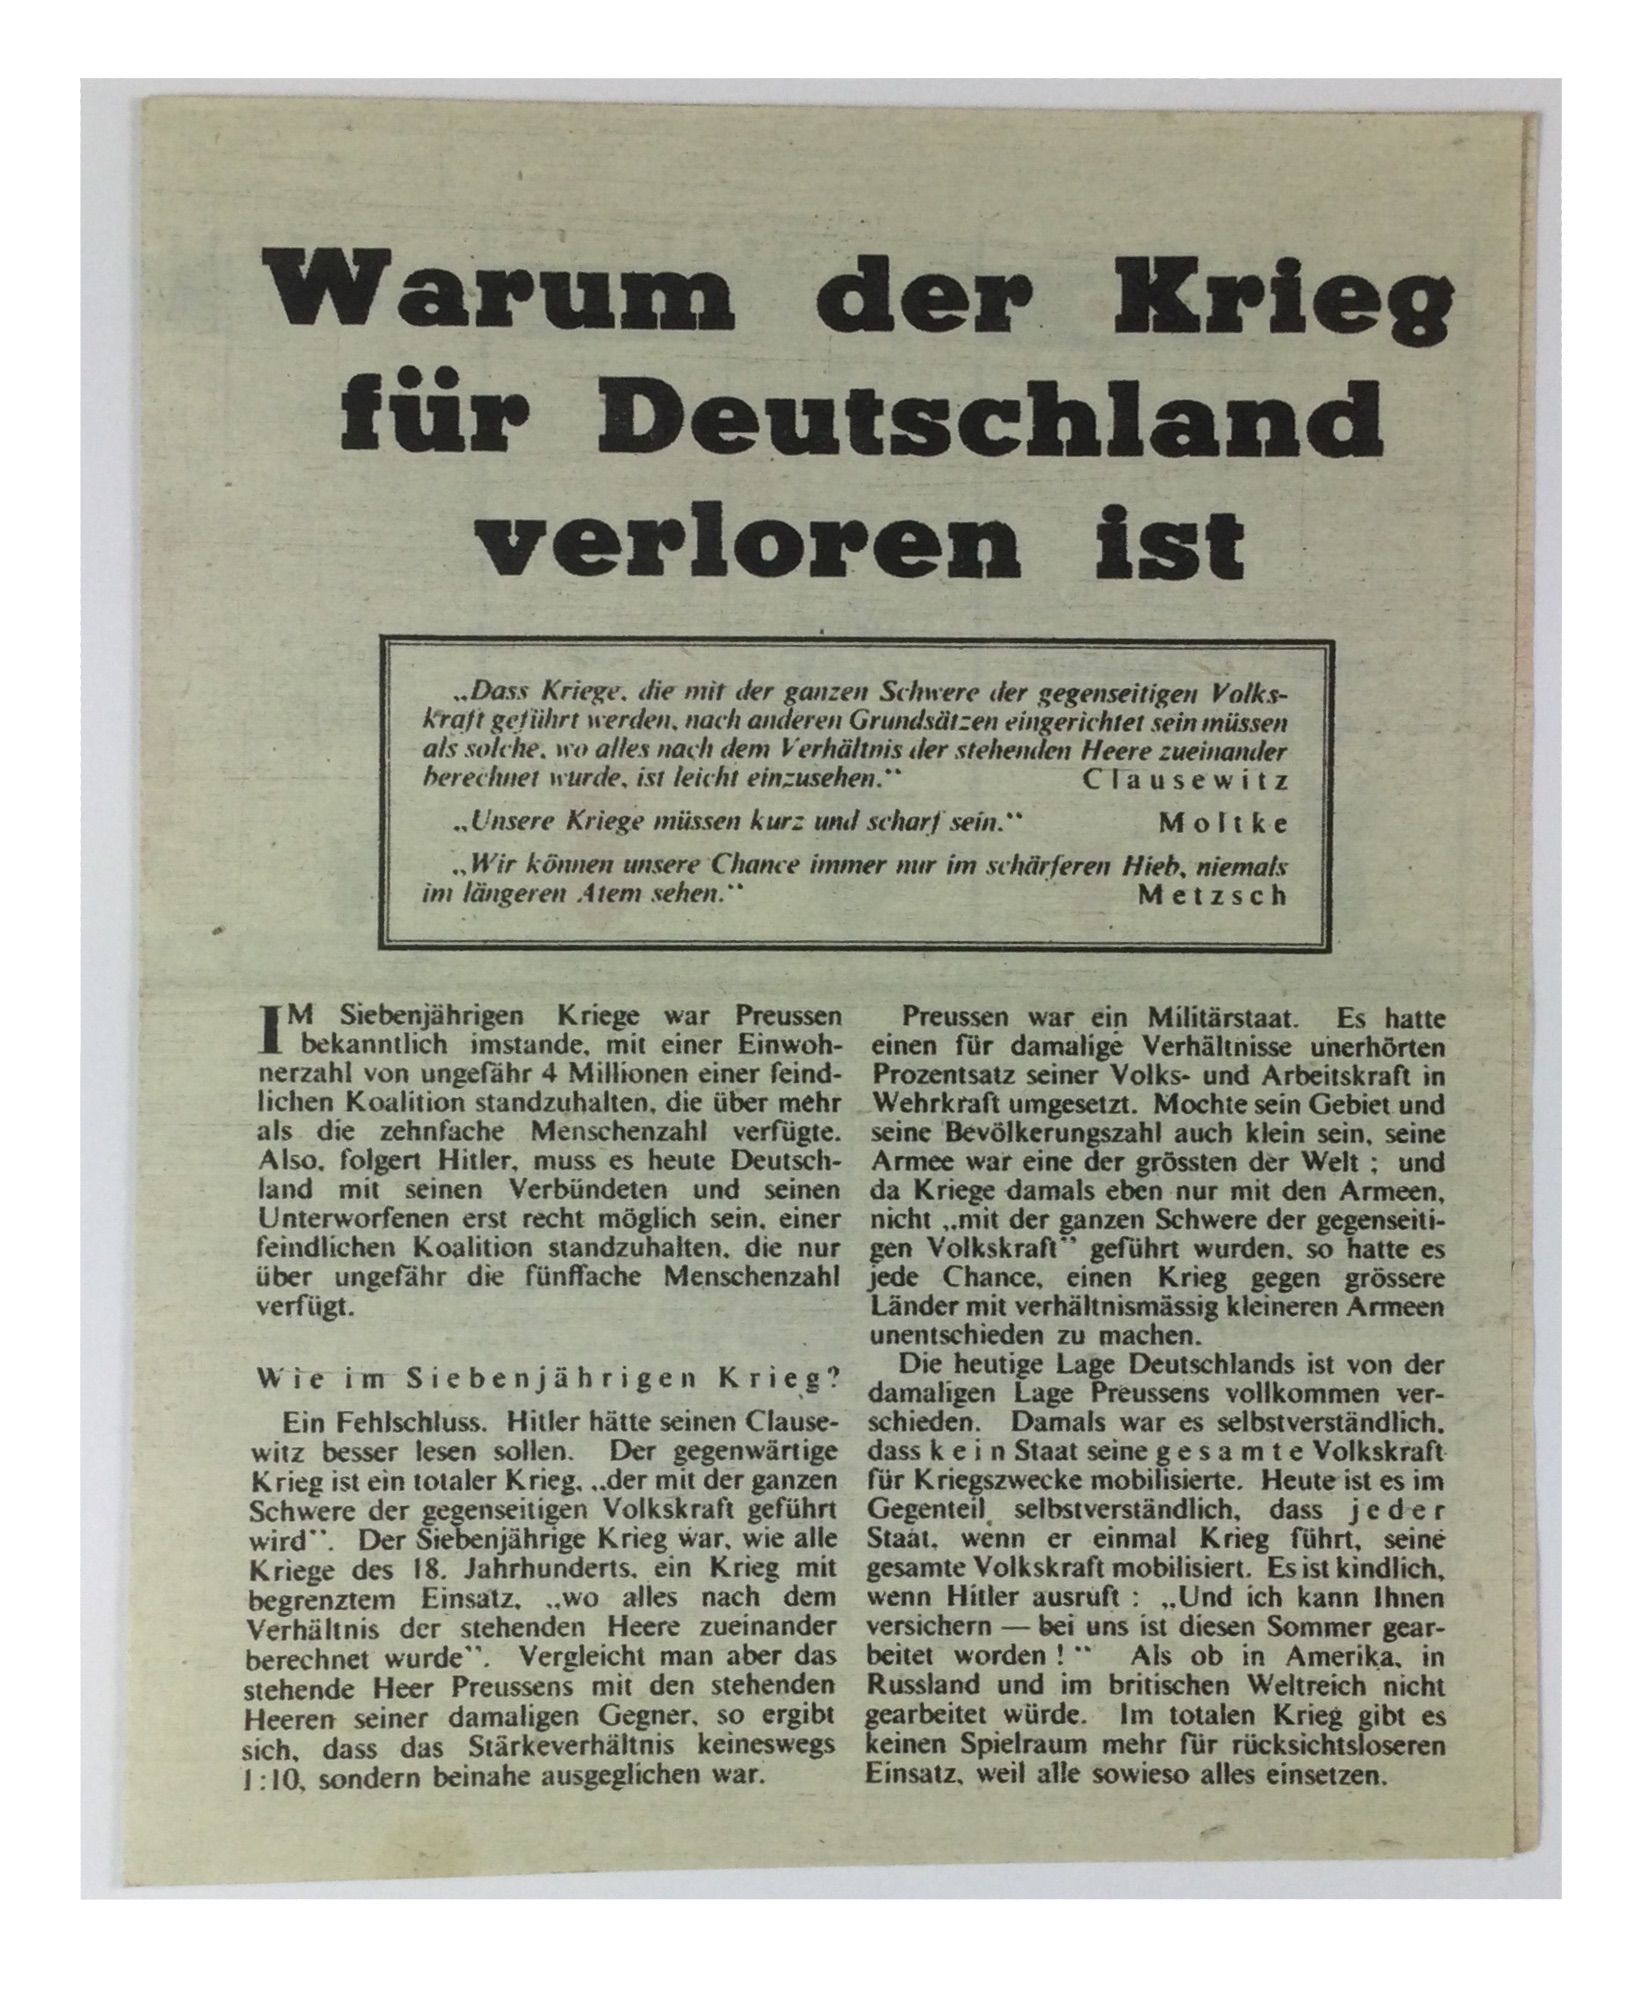 Warum der Krieg
für Deutschland
verloren ist
„Dass Kriege, die mit der ganzen Schwere der gegenseitigen Volks-
kraft geführt werden, nach anderen Grundsätzen eingerichtet sein müssen
als solche, wo alles nach dem Verhältnis der stehenden Heere zueinander
berechnet wurde, ist leicht einzusehen." Clausewitz
„Unsere Kriege müssen kurz und scharf sein." Moltke
„Wir können unsere Chance immer nur im schärferen Hieb, niemals
im längeren Atem sehen." Metzsch
IM Siebenjährigen Kriege war Preussen
bekanntlich imstande, mit einer Einwoh-
nerzahl von ungefähr 4 Millionen einer feind-
lichen Koalition standzuhalten, die über mehr
als die zehnfache Menschenzahl verfügte.
Also, folgert Hitler, muss es heute Deutsch-
land mit seinen Verbündeten und seinen
Unterworfenen erst recht möglich sein, einer
feindlichen Koalition standzuhalten, die nur
über ungefähr die fünffache Menschenzahl
verfügt.
Wie im Siebenjährigen Krieg?
Ein Fehlschluss. Hitler hätte seinen Clause-
witz besser lesen sollen. Der gegenwärtige
Krieg ist ein totaler Krieg, „der mit der ganzen
Schwere der gegenseitigen Volkskraft geführt
wird". Der Siebenjährige Krieg war, wie alle
Kriege des 18. Jahrhunderts, ein Krieg mit
begrenztem Einsatz, „wo alles nach dem
Verhältnis der stehenden Heere zueinander
berechnet wurde". Vergleicht man aber das
stehende Heer Preussens mit den stehenden
Heeren seiner damaligen Gegner, so ergibt
sich, dass das Stärkeverhältnis keineswegs
1:10, sondern beinahe ausgeglichen war.
Preussen war ein Militärstaat. Es hatte
einen für damalige Verhältnisse unerhörten
Prozentsatz seiner Volks- und Arbeitskraft in
Wehrkraft umgesetzt. Mochte sein Gebiet und
seine Bevölkerungszahl auch klein sein, seine
Armee war eine der grössten der Welt ; und
da Kriege damals eben nur mit den Armeen,
nicht „mit der ganzen Schwere der gegenseiti-
gen Volkskraft" geführt wurden, so hatte es
jede Chance, einen Krieg gegen grössere
Länder mit verhältnismässig kleineren Armeen
unentschieden zu machen.
Die heutige Lage Deutschlands ist von der
damaligen Lage Preussens vollkommen ver-
schieden. Damals war es selbstverständlich,
dass kein Staat seine gesamte Volkskraft
für Kriegszwecke mobilisierte. Heute ist es im
Gegenteil selbstverständlich, dass jeder
Staat, wenn er einmal Krieg führt, seine
gesamte Volkskraft mobilisiert. Es ist kindlich,
wenn Hitler ausruft : „Und ich kann Ihnen
versichern — bei uns ist diesen Sommer gear-
beitet worden ! " Als ob in Amerika, in
Russland und im britischen Weltreich nicht
gearbeitet würde. Im totalen Krieg gibt es
keinen Spielraum mehr für rücksichtsloseren
Einsatz, weil alle sowieso alles einsetzen.